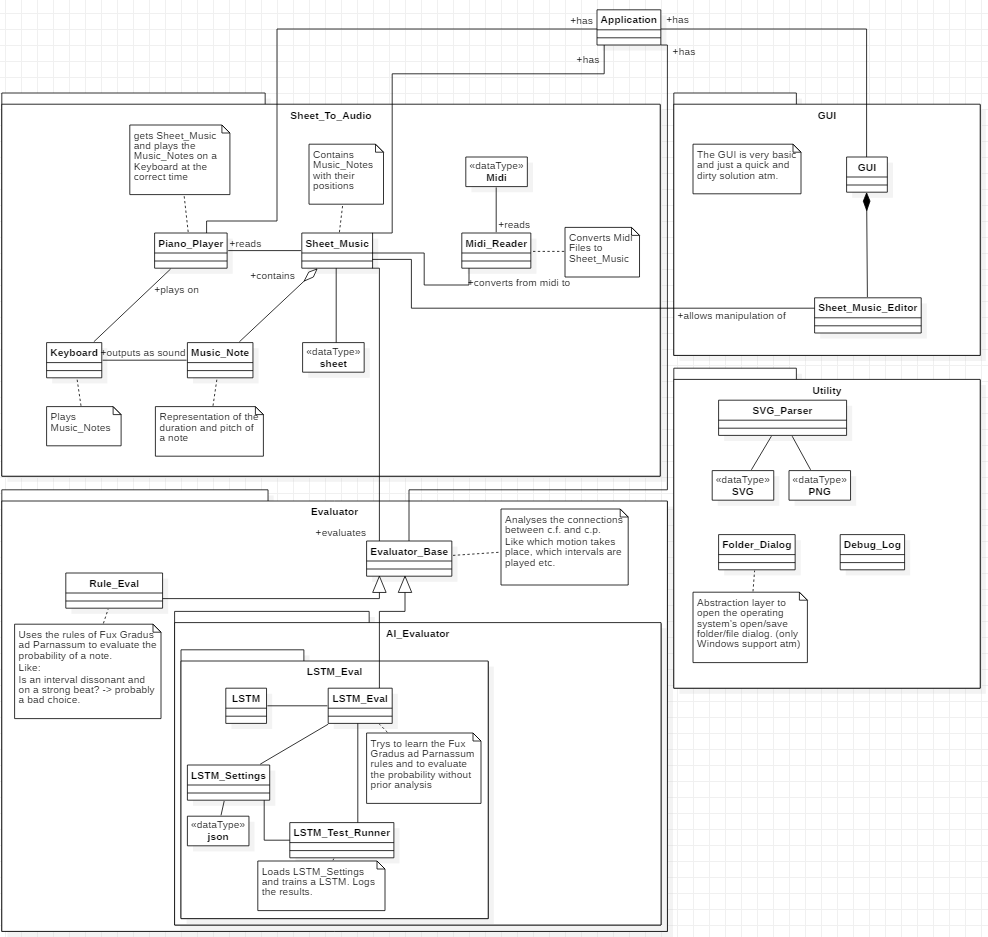 +has
Application
+has
+has
+has
Sheet_To_Audio
gets Sheet_Music
and plays the
Music_Notes on a
Keyboard at the
correct time
Contains
Music_Notes
with their
positions
«dataType»
Midi
+reads
Piano_Player
+reads
Sheet_Music
Midi_Reader
Converts Midi
Files to
Sheet_Music
+contains
+converts from midi to
+plays on
Keyboard
+outputs as sound
Music_Note
«dataType»
sheet
Plays
Music_Notes
Representation of the
duration and pitch of
a note
GUI
The GUI is very basic
and just a quick and
dirty solution atm.
GUI
Sheet_Music_Editor
+allows manipulation of
Utility
SVG_Parser
«dataType»
SVG
«dataType»
PNG
Folder_Dialog
Debug_Log
Abstraction layer to
open the operating
system's open/save
folder/file dialog. (only
Windows support atm)
Evaluator
+evaluates
Evaluator_Base
Analyses the connections
between c.f. and c.p.
Like which motion takes
place, which intervals are
played etc.
Rule_Eval
Uses the rules of Fux Gradus
ad Parnassum to evaluate the
probability of a note.
Like:
Is an interval dissonant and
on a strong beat? -> probably
a bad choice.
AI_Evaluator
LSTM_Eval
LSTM
LSTM_Eval
Trys to learn the Fux
Gradus ad Parnassum
rules and to evaluate
the probability without
prior analysis
LSTM_Settings
«dataType»
json
LSTM_Test_Runner
Loads LSTM_Settings
and trains a LSTM. Logs
the results.